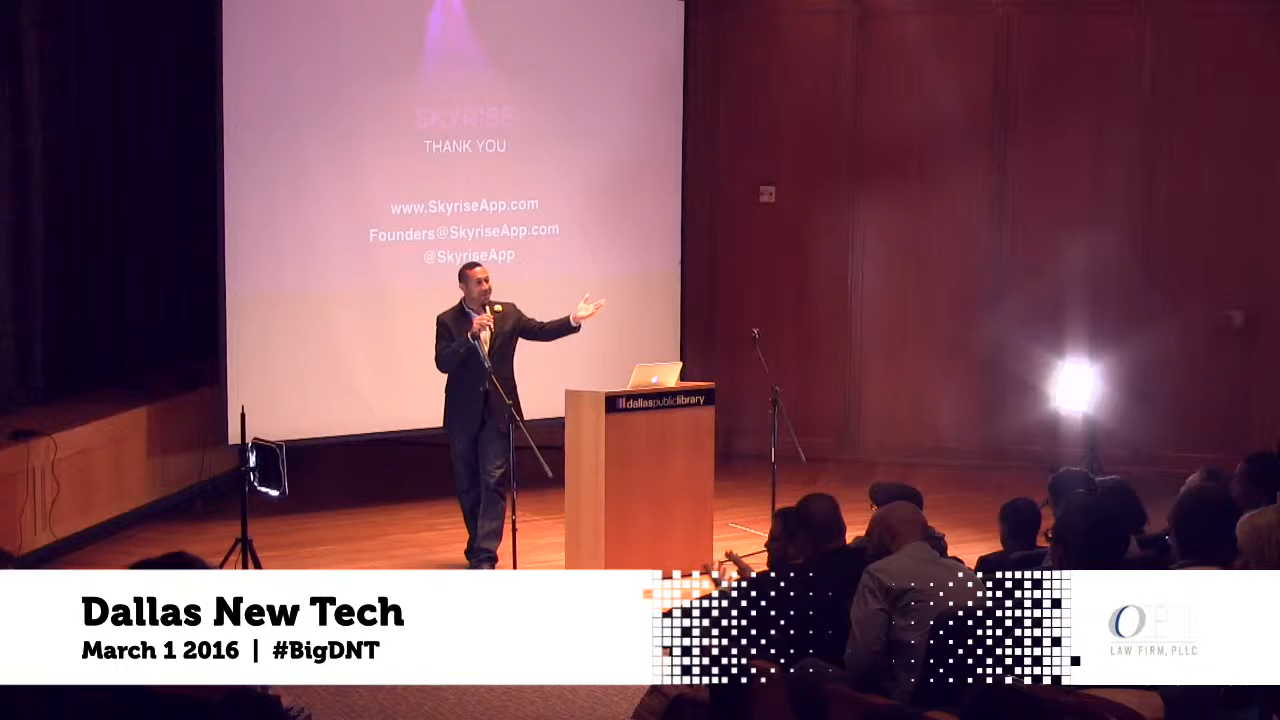 SKYRISE
THANK YOU
www.SkyriseApp.com
Founders@SkyriseApp.com
@SkyriseApp
dallaspubliclibrary
Dallas New Tech
March 1 2016 | #BigDNT
LAW FIRM, PLLC